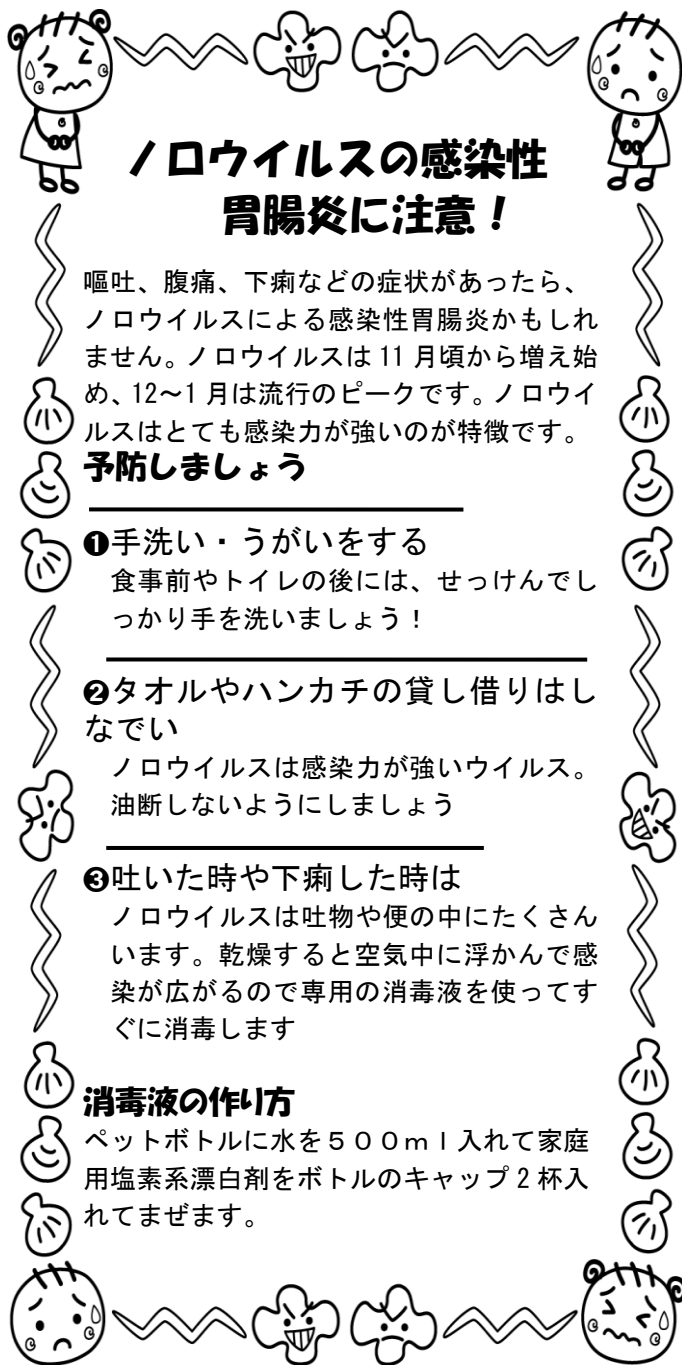 ノロウイルスの感染性
胃腸炎に注意！
嘔吐、腹痛、下痢などの症状があったら、
ノロウイルスによる感染性胃腸炎かもしれ
ません。ノロウイルスは11月頃から増え始
め、12～1月は流行のピークです。ノロウイ
ルスはとても感染力が強いのが特徴です。
予防しましょう
❶手洗い・うがいをする
食事前やトイレの後には、せっけんでし
っかり手を洗いましょう！
❷タオルやハンカチの貸し借りはし
なでい
ノロウイルスは感染力が強いウイルス。
油断しないようにしましょう
❸吐いた時や下痢した時は
ノロウイルスは吐物や便の中にたくさん
います。乾燥すると空気中に浮かんで感
染が広がるので専用の消毒液を使ってす
ぐに消毒します
消毒液の作り方
ペットボトルに水を５００ｍｌ入れて家庭
用塩素系漂白剤をボトルのキャップ2杯入
れてまぜます。